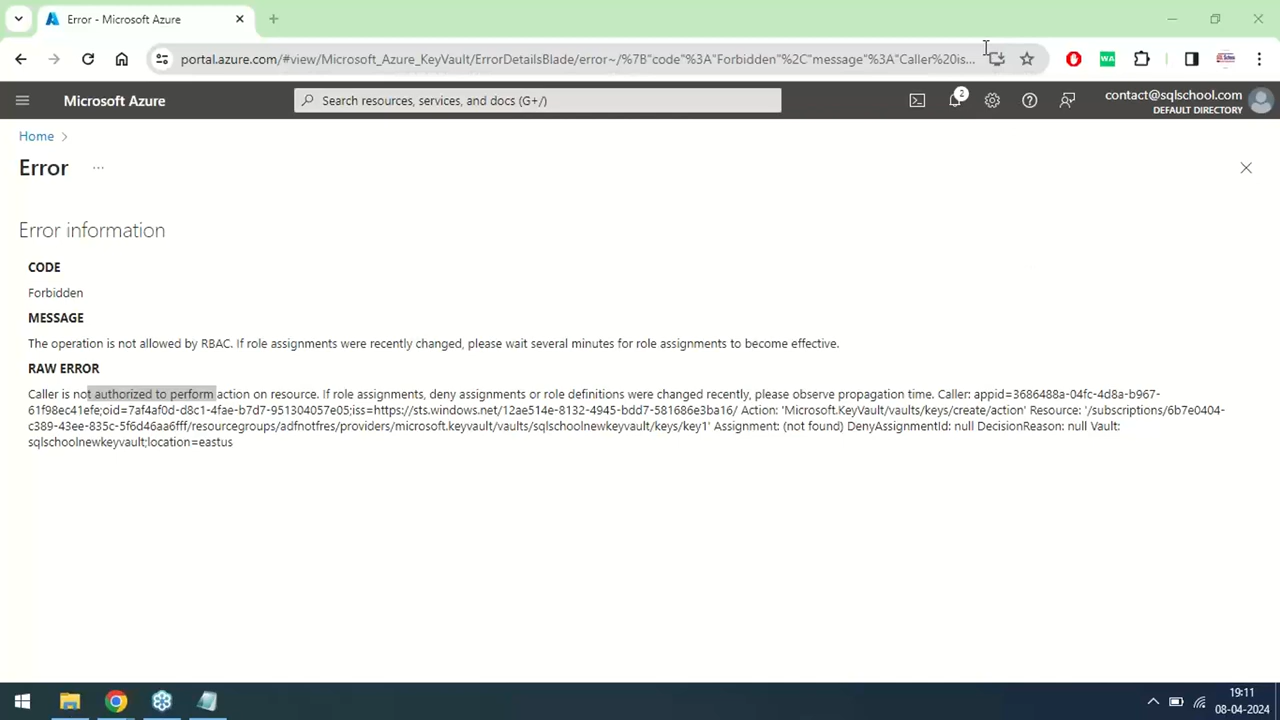 Error - Microsoft Azure
portal.azure.com/#view/Microsoft_Azure_KeyVault/ErrorDetailsBlade/error~/%7B"code"%3A"Forbidden"%2C"message"%3A"Caller%20is...
WA
Microsoft Azure
Search resources, services, and docs (G+/)
2
contact@sqlschool.com
DEFAULT DIRECTORY
Home
Error
Error information
CODE
Forbidden
MESSAGE
The operation is not allowed by RBAC. If role assignments were recently changed, please wait several minutes for role assignments to become effective.
RAW ERROR
Caller is not authorized to perform action on resource. If role assignments, deny assignments or role definitions were changed recently, please observe propagation time. Caller: appid=3686488a-04fc-4d8a-b967-
61f98ec41efe;oid=7af4af0d-d8c1-4fae-b7d7-951304057e05;iss=https://sts.windows.net/12ae514e-8132-4945-bdd7-581686e3ba16/ Action: 'Microsoft.KeyVault/vaults/keys/create/action' Resource: '/subscriptions/6b7e0404-
c389-43ee-835c-5f6d46aa6fff/resourcegroups/adfnotfres/providers/microsoft.keyvault/vaults/sqlschoolnewkeyvault/keys/key1' Assignment: (not found) DenyAssignmentId: null DecisionReason: null Vault:
sqlschoolnewkeyvault;location=eastus
19:11
08-04-2024